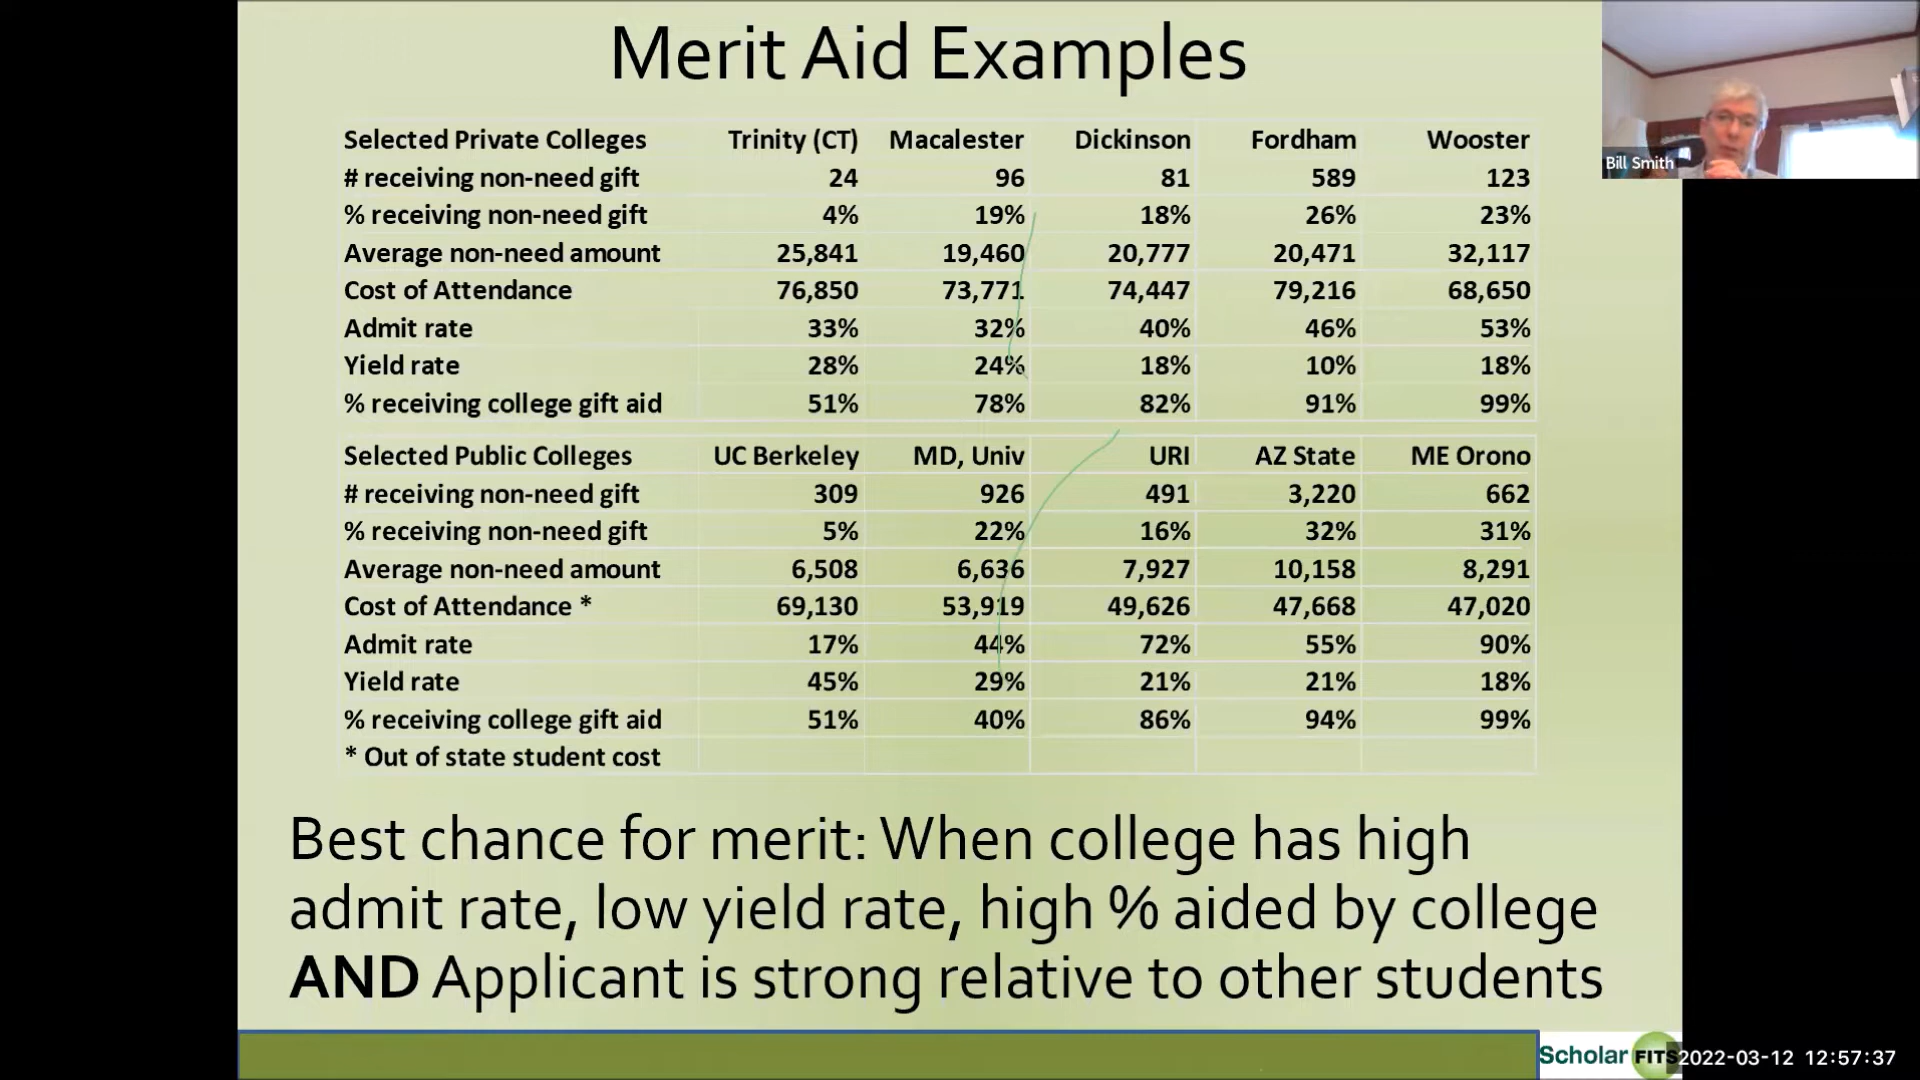 Merit Aid Examples
Selected Private Colleges Trinity (CT) Macalester Dickinson Fordham Wooster
# receiving non-need gift 24 96 81 589 123
% receiving non-need gift 4% 19% 18% 26% 23%
Average non-need amount 25,841 19,460 20,777 20,471 32,117
Cost of Attendance 76,850 73,771 74,447 79,216 68,650
Admit rate 33% 32% 40% 46% 53%
Yield rate 28% 24% 18% 10% 18%
% receiving college gift aid 51% 78% 82% 91% 99%
Selected Public Colleges UC Berkeley MD, Univ URI AZ State ME Orono
# receiving non-need gift 309 926 491 3,220 662
% receiving non-need gift 5% 22% 16% 32% 31%
Average non-need amount 6,508 6,636 7,927 10,158 8,291
Cost of Attendance * 69,130 53,919 49,626 47,668 47,020
Admit rate 17% 44% 72% 55% 90%
Yield rate 45% 29% 21% 21% 18%
% receiving college gift aid 51% 40% 86% 94% 99%
* Out of state student cost
Best chance for merit: When college has high
admit rate, low yield rate, high % aided by college
AND Applicant is strong relative to other students
Bill Smith
Scholar FITS
2022-03-12 12:57:37